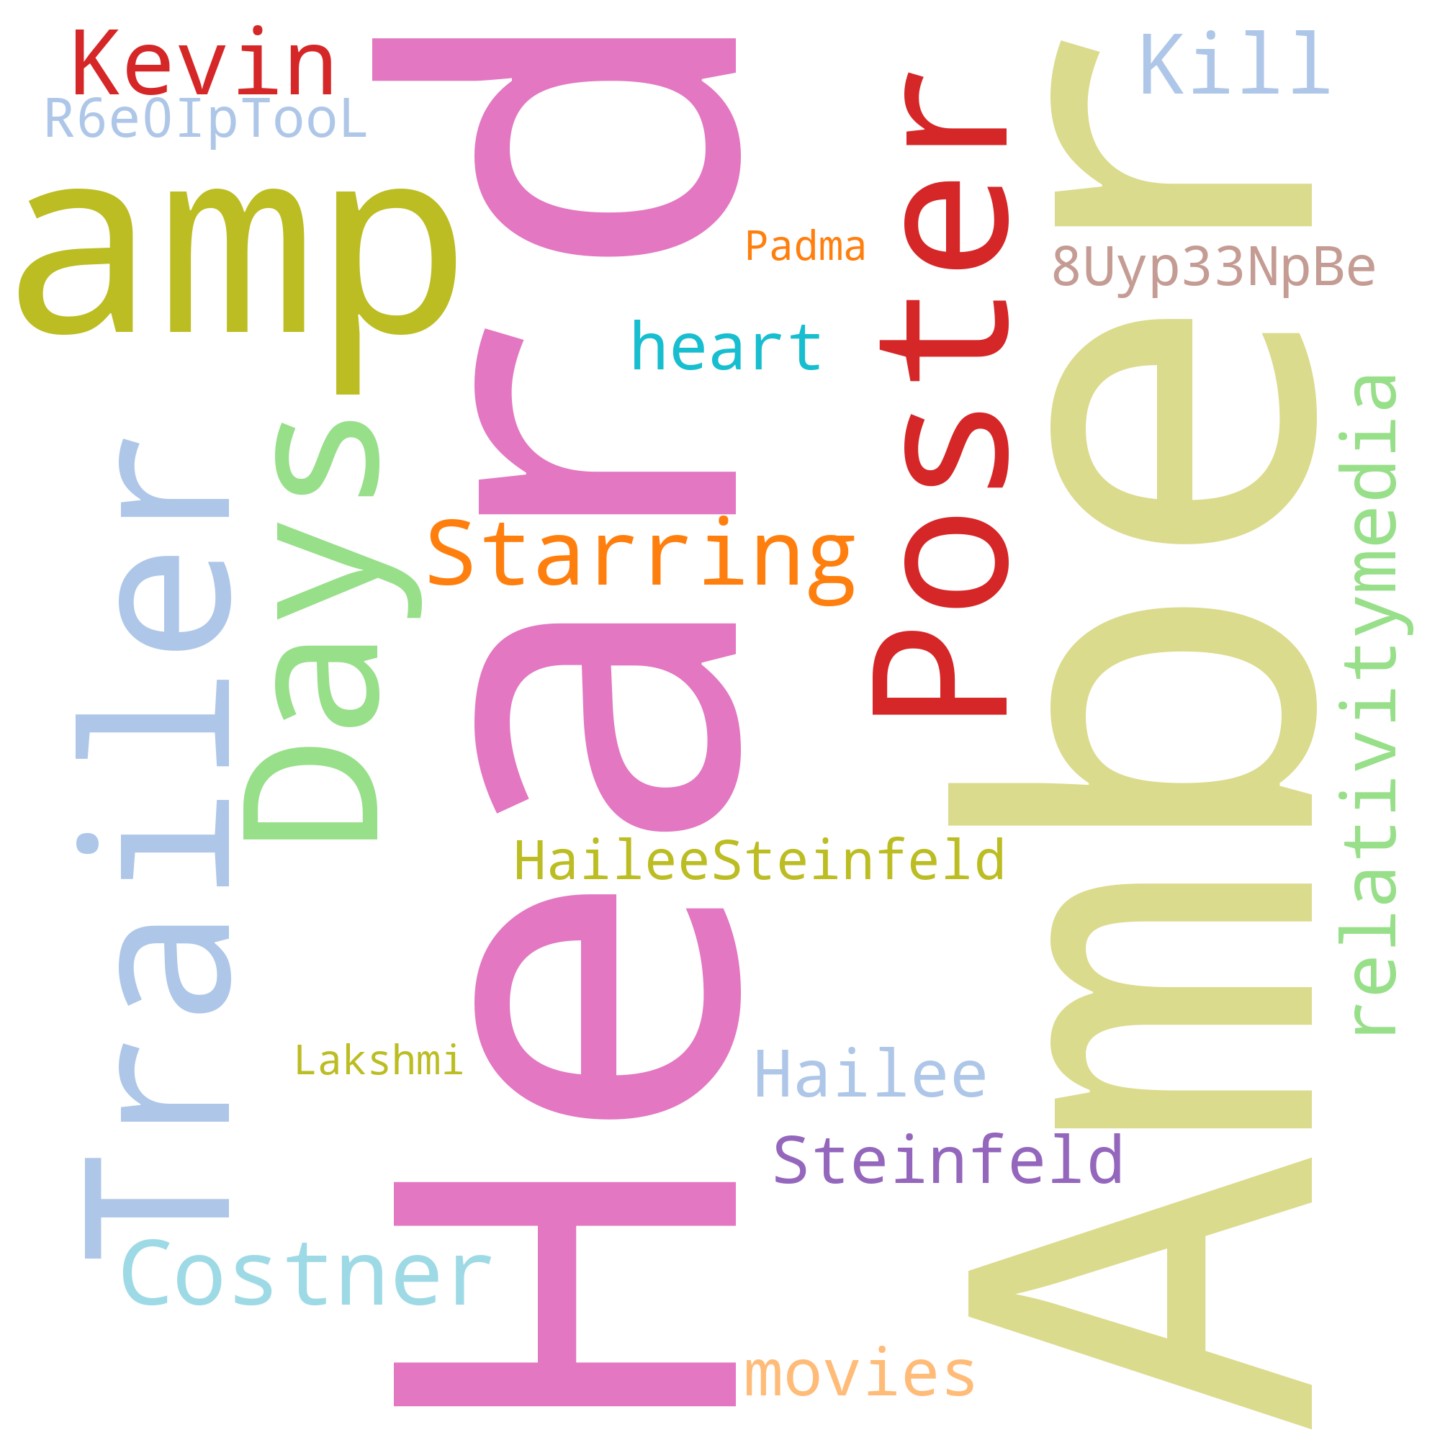 Kevin
R6eOIpTooL
amp
Heard
Poster
Kill
Amber
Padma
8Uyp33NpBe
heart
relativitymedia
Days
Trailer
Starring
HaileeSteinfeld
Lakshmi
Hailee
Steinfeld
Costner
movies